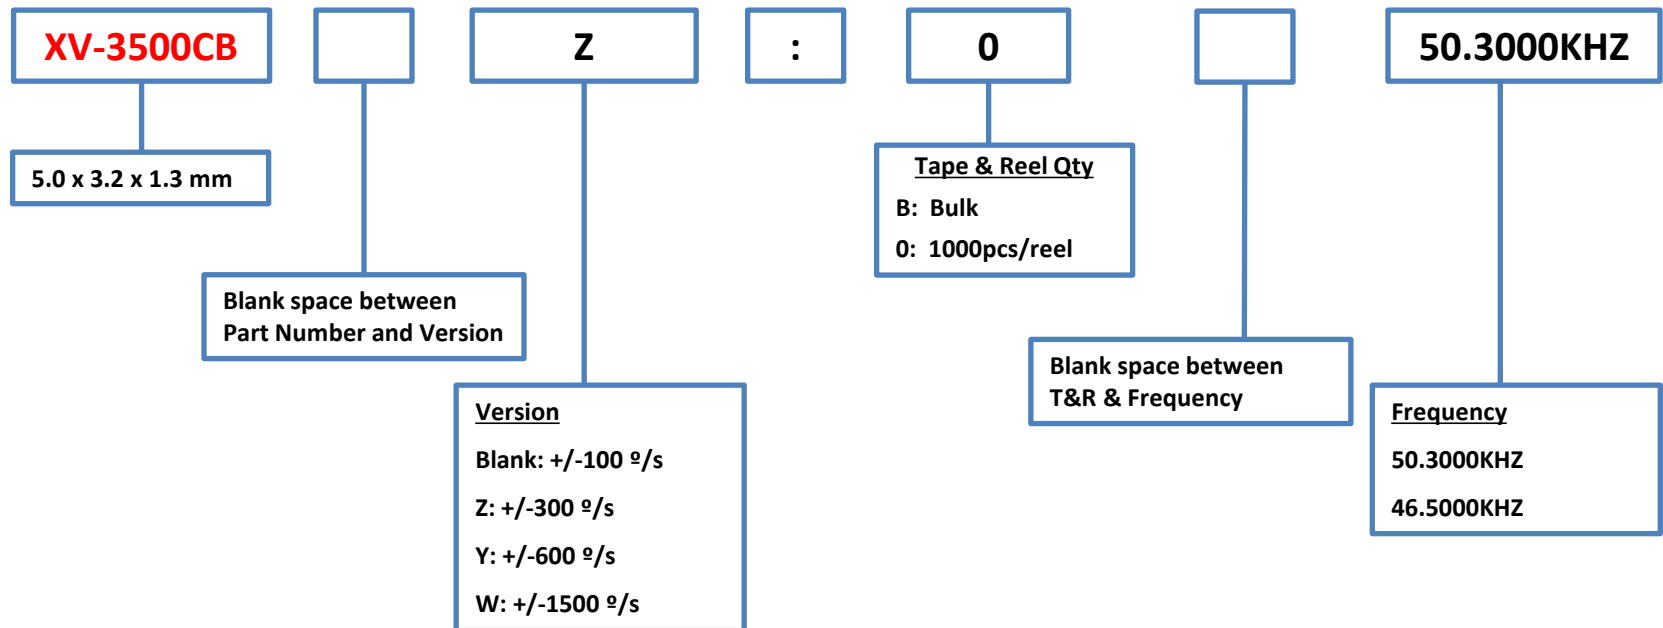 XV-3500CB Z : 0 50.3000KHZ
5.0 x 3.2 x 1.3 mm
Tape & Reel Qty
B: Bulk
0: 1000pcs/reel
Blank space between
Part Number and Version
Blank space between
T&R & Frequency
Version
Blank: +/-100 º/s
Z: +/-300 º/s
Y: +/-600 º/s
W: +/-1500 º/s
Frequency
50.3000KHZ
46.5000KHZ